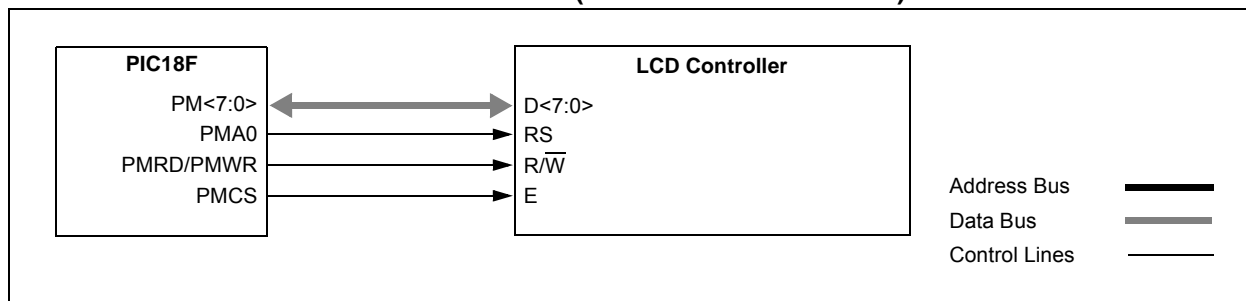 PIC18F
LCD Controller
PM<7:0>
D<7:0>
PMA0
RS
PMRD/PMWR
R/W̅
PMCS
E
Address Bus
Data Bus
Control Lines